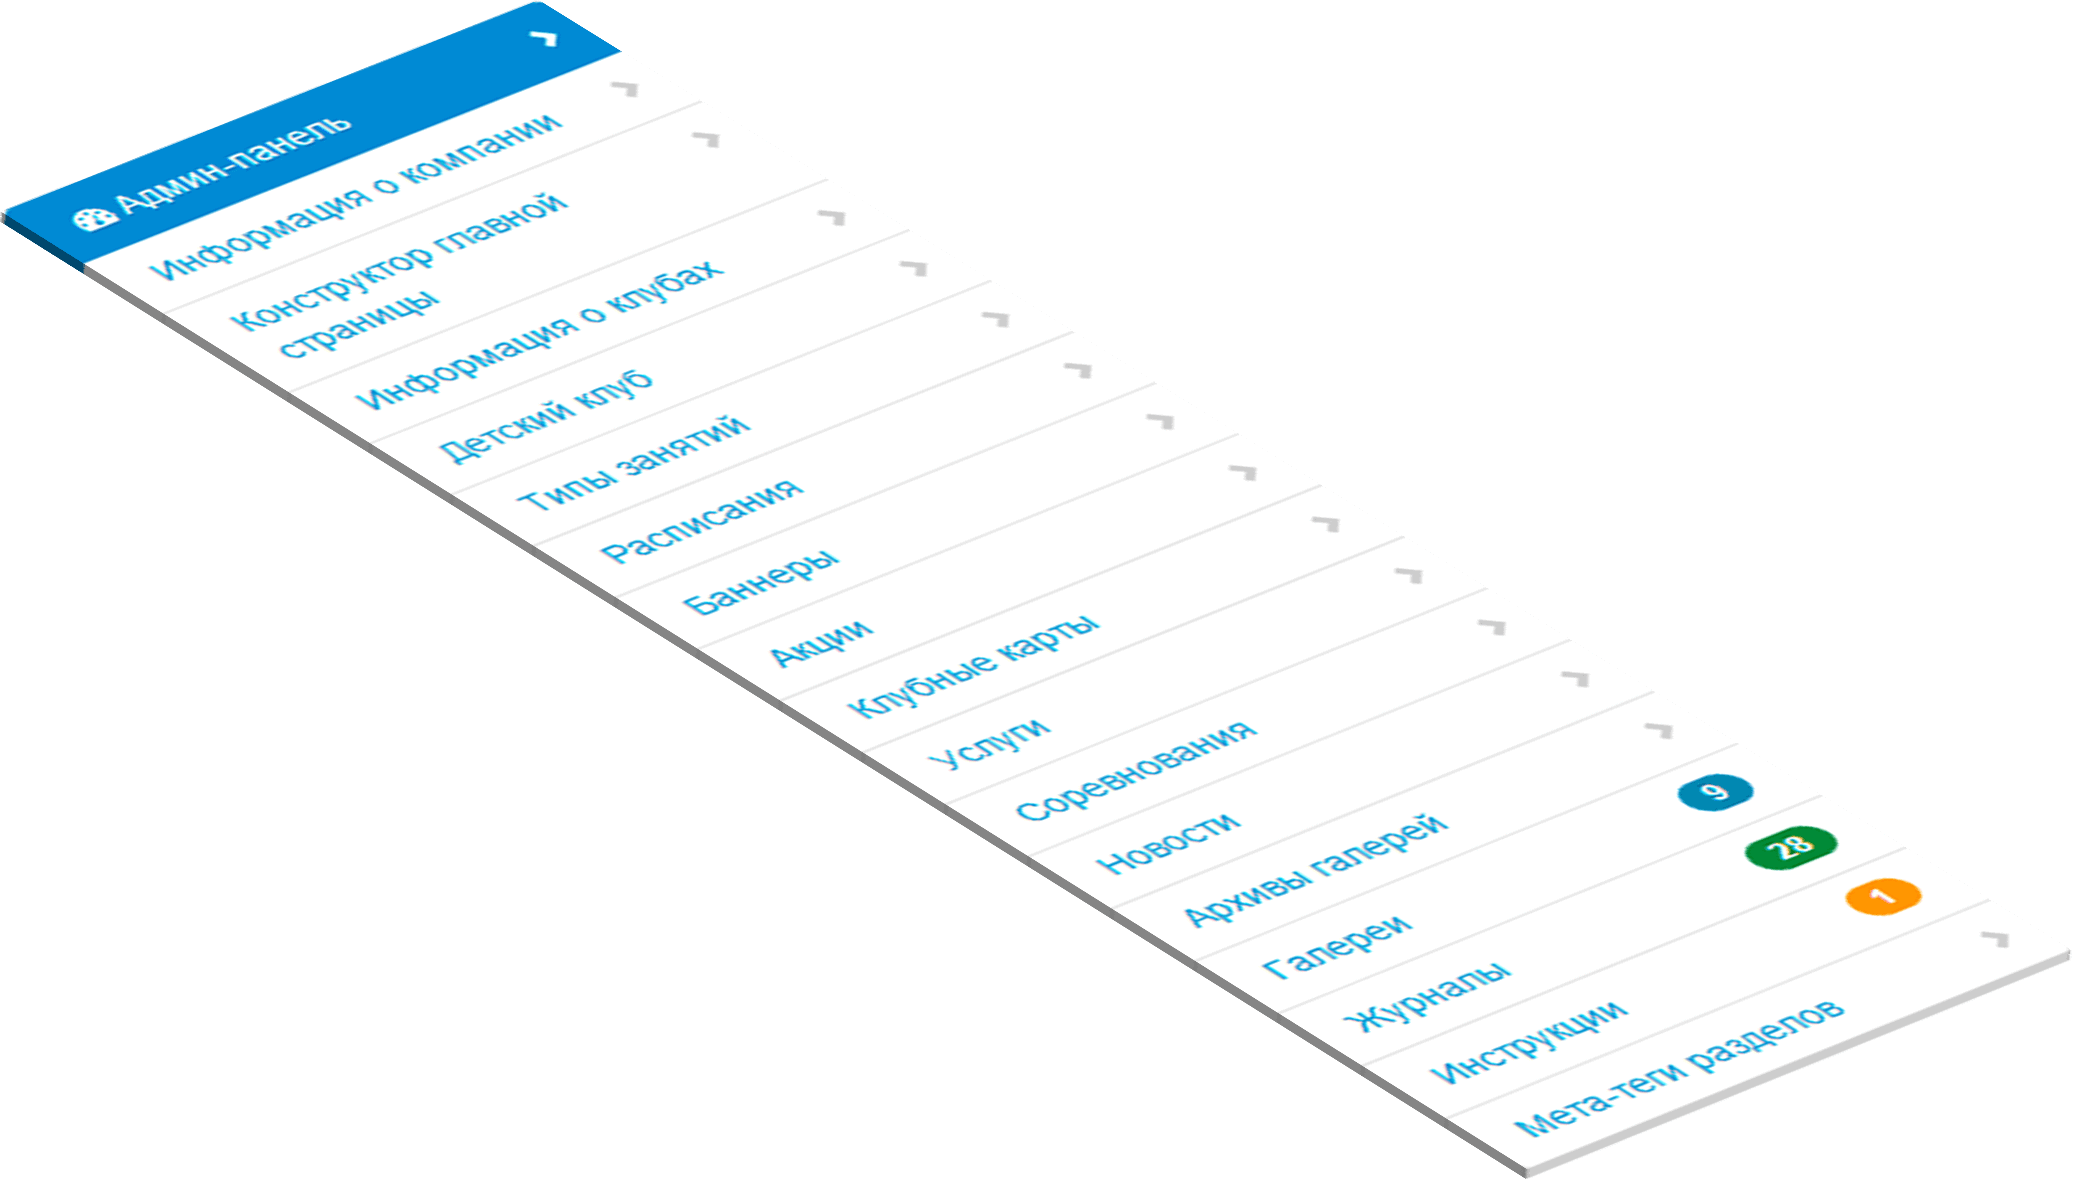 Админ-панель
Информация о компании
Конструктор главной
страницы
Информация о клубах
Детский клуб
Типы занятий
Расписания
Баннеры
Акции
Клубные карты
Услуги
Соревнования
Новости
Архивы галерей
Галереи 9
Журналы 28
Инструкции 1
Мета-теги разделов